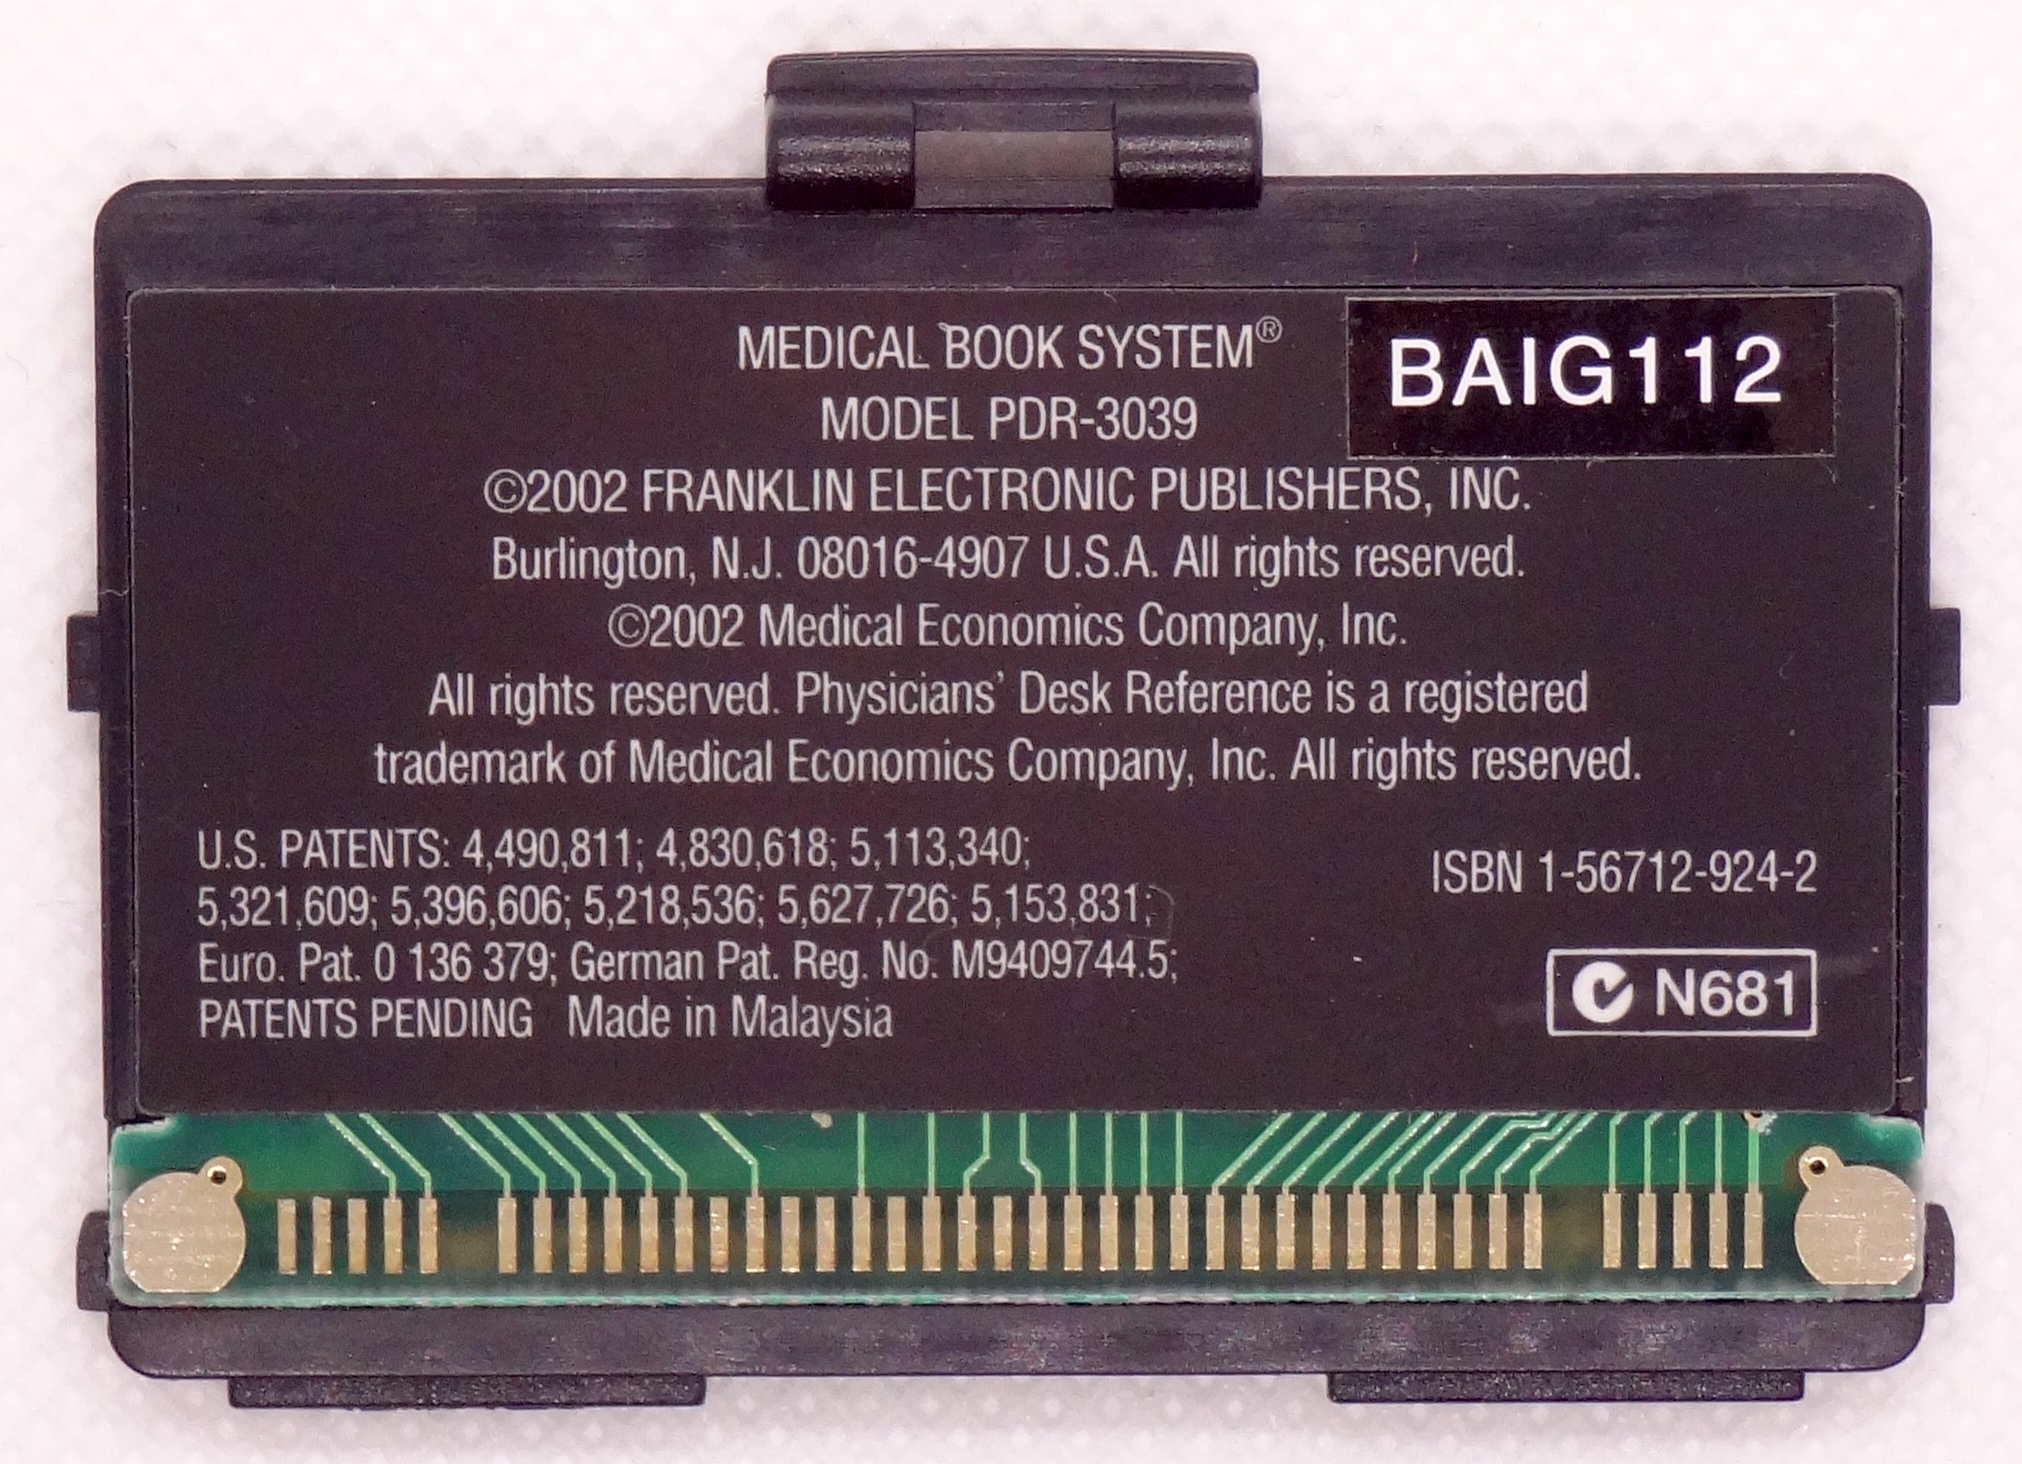 MEDICAL BOOK SYSTEM®
BAIG112
MODEL PDR-3039
©2002 FRANKLIN ELECTRONIC PUBLISHERS, INC.
Burlington, N.J. 08016-4907 U.S.A. All rights reserved.
©2002 Medical Economics Company, Inc.
All rights reserved. Physicians' Desk Reference is a registered
trademark of Medical Economics Company, Inc. All rights reserved.
U.S. PATENTS: 4,490,811; 4,830,618; 5,113,340;
5,321,609; 5,396,606; 5,218,536; 5,627,726; 5,153,831;
Euro. Pat. 0 136 379; German Pat. Reg. No. M9409744.5;
PATENTS PENDING Made in Malaysia
ISBN 1-56712-924-2
N681